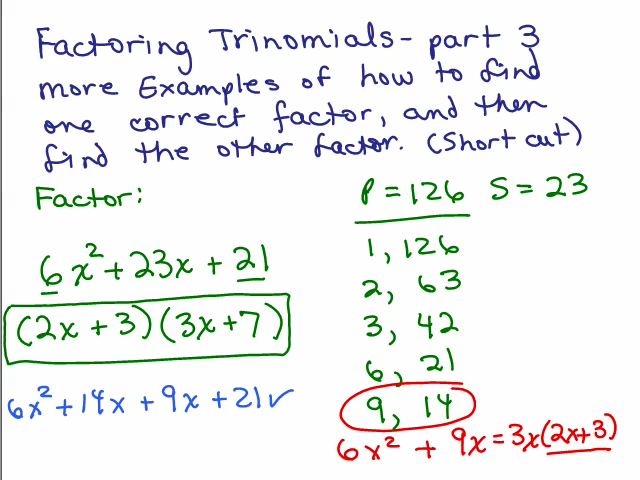 Factoring Trinomials - part 3
more Examples of how to find
one correct factor, and then
find the other factor. (Short cut)
Factor:
6x² + 23x + 21
(2x + 3)(3x + 7)
6x² + 14x + 9x + 21 ✓
P = 126 S = 23
1, 126
2, 63
3, 42
6, 21
9, 14
6x² + 9x = 3x(2x+3)